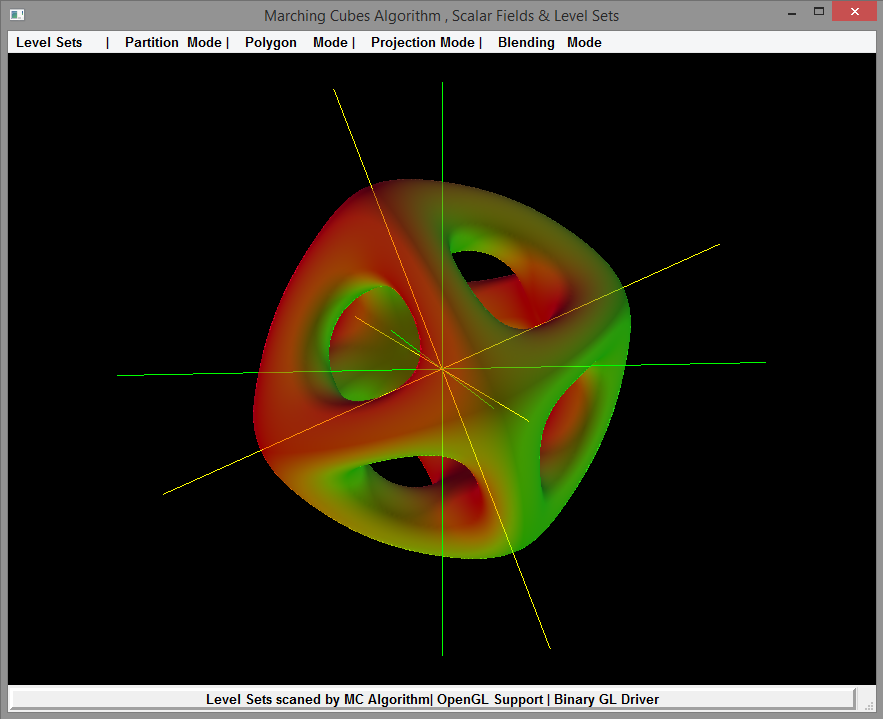 Marching Cubes Algorithm , Scalar Fields & Level Sets
Level Sets | Partition Mode | Polygon Mode | Projection Mode | Blending Mode
Level Sets scaned by MC Algorithm| OpenGL Support | Binary GL Driver